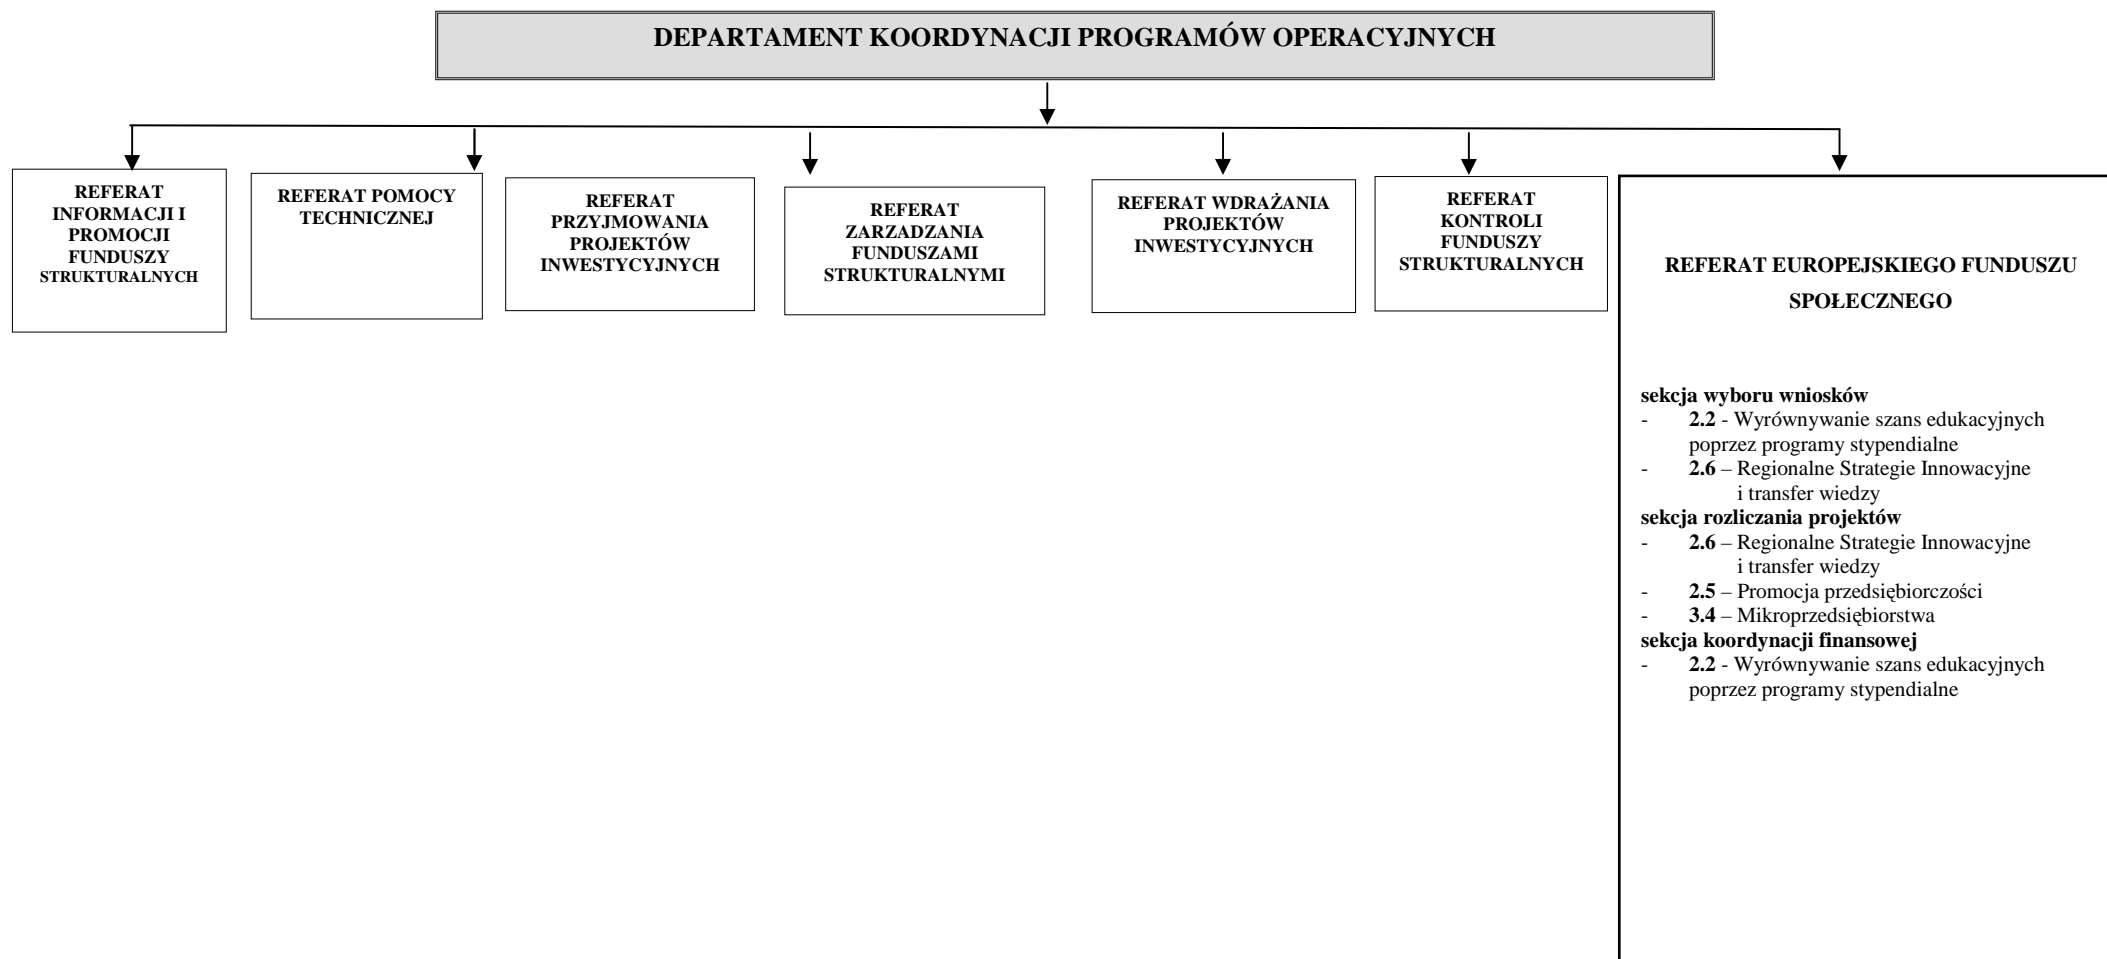 DEPARTAMENT KOORDYNACJI PROGRAMÓW OPERACYJNYCH
REFERAT
INFORMACJI I
PROMOCJI
FUNDUSZY
STRUKTURALNYCH
REFERAT POMOCY
TECHNICZNEJ
REFERAT
PRZYJMOWANIA
PROJEKTÓW
INWESTYCYJNYCH
REFERAT
ZARZADZANIA
FUNDUSZAMI
STRUKTURALNYMI
REFERAT WDRAŻANIA
PROJEKTÓW
INWESTYCYJNYCH
REFERAT
KONTROLI
FUNDUSZY
STRUKTURALNYCH
REFERAT EUROPEJSKIEGO FUNDUSZU
SPOŁECZNEGO
sekcja wyboru wniosków
- 2.2 - Wyrównywanie szans edukacyjnych
poprzez programy stypendialne
- 2.6 – Regionalne Strategie Innowacyjne
i transfer wiedzy
sekcja rozliczania projektów
- 2.6 – Regionalne Strategie Innowacyjne
i transfer wiedzy
- 2.5 – Promocja przedsiębiorczości
- 3.4 – Mikroprzedsiębiorstwa
sekcja koordynacji finansowej
- 2.2 - Wyrównywanie szans edukacyjnych
poprzez programy stypendialne